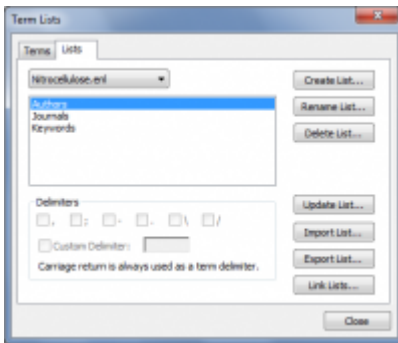 Term Lists
Terms Lists
Nitrocellulose.enl
Create List...
Authors
Rename List...
Journals
Keywords
Delete List...
Delimiters
, ; - . \ /
Custom Delimiter:
Carriage return is always used as a term delimiter.
Update List...
Import List...
Export List...
Link Lists...
Close